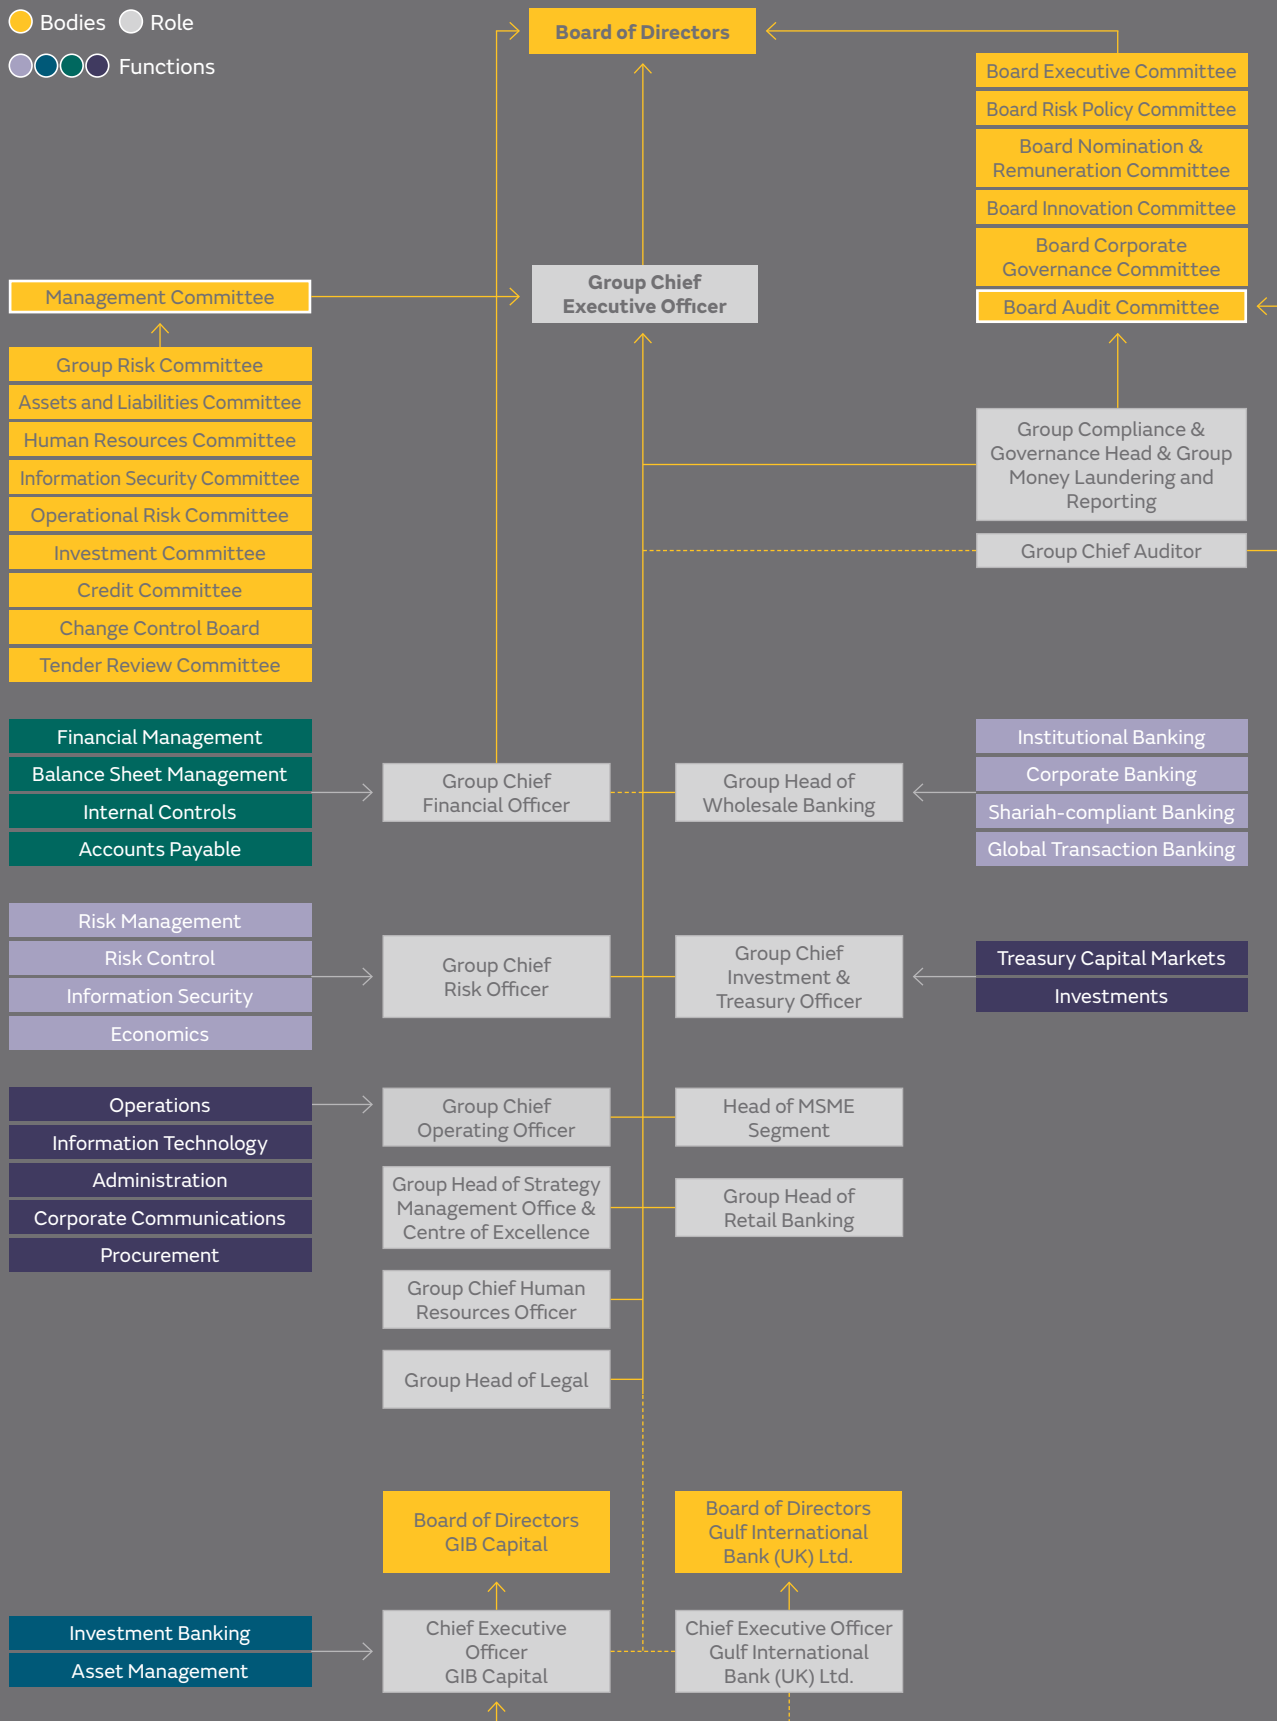 Bodies
Role
Functions
Board of Directors
Board Executive Committee
Board Risk Policy Committee
Board Nomination &
Remuneration Committee
Board Innovation Committee
Board Corporate
Governance Committee
Board Audit Committee
Management Committee
Group Chief
Executive Officer
Group Risk Committee
Assets and Liabilities Committee
Human Resources Committee
Information Security Committee
Operational Risk Committee
Investment Committee
Credit Committee
Change Control Board
Tender Review Committee
Group Compliance &
Governance Head & Group
Money Laundering and
Reporting
Group Chief Auditor
Financial Management
Balance Sheet Management
Internal Controls
Accounts Payable
Group Chief
Financial Officer
Group Head of
Wholesale Banking
Institutional Banking
Corporate Banking
Shariah-compliant Banking
Global Transaction Banking
Risk Management
Risk Control
Information Security
Economics
Group Chief
Risk Officer
Group Chief
Investment &
Treasury Officer
Treasury Capital Markets
Investments
Operations
Information Technology
Administration
Corporate Communications
Procurement
Group Chief
Operating Officer
Head of MSME
Segment
Group Head of Strategy
Management Office &
Centre of Excellence
Group Head of
Retail Banking
Group Chief Human
Resources Officer
Group Head of Legal
Board of Directors
GIB Capital
Board of Directors
Gulf International
Bank (UK) Ltd.
Investment Banking
Asset Management
Chief Executive
Officer
GIB Capital
Chief Executive Officer
Gulf International
Bank (UK) Ltd.